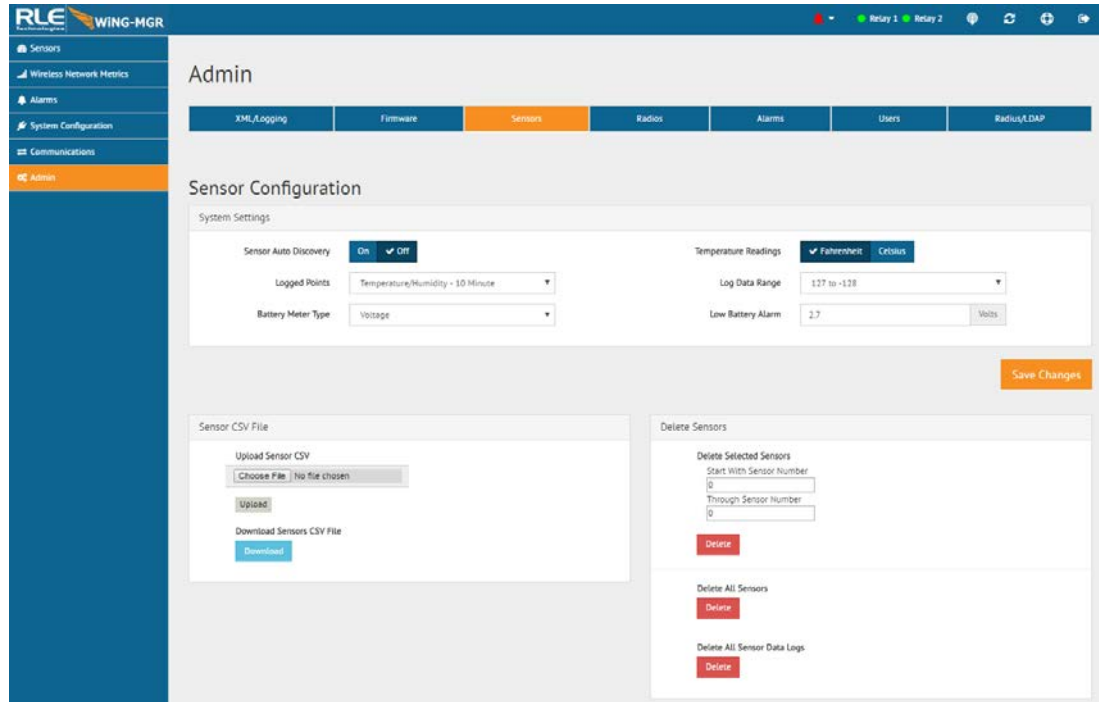 RLE WiNG-MGR
Technologies
Relay 1 Relay 2
Sensors
Wireless Network Metrics
Alarms
System Configuration
Communications
Admin
Admin
XML/Logging Firmware Sensors Radios Alarms Users Radius/LDAP
Sensor Configuration
System Settings
Sensor Auto Discovery On Off Temperature Readings Fahrenheit Celsius
Logged Points Temperature/Humidity - 10 Minute Log Data Range 127 to -128
Battery Meter Type Voltage Low Battery Alarm 2.7 Volts
Save Changes
Sensor CSV File
Upload Sensor CSV
Choose File No file chosen
Upload
Download Sensors CSV File
Download
Delete Sensors
Delete Selected Sensors
Start With Sensor Number
0
Through Sensor Number
0
Delete
Delete All Sensors
Delete
Delete All Sensor Data Logs
Delete